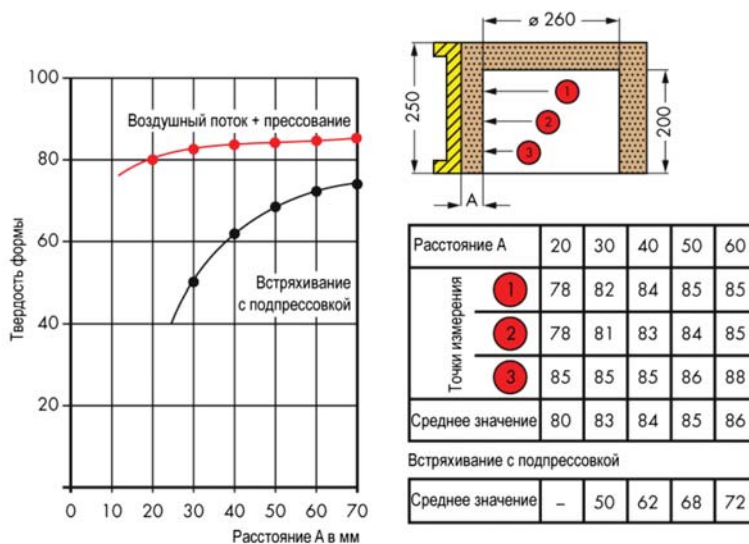 100
80
60
40
20
0 10 20 30 40 50 60 70
Твердость формы
Расстояние А в мм
Воздушный поток + прессование
Встряхивание
с подпрессовкой
ø 260
250
200
A
1
2
3
Расстояние А 20 30 40 50 60
Точки измерения
1 78 82 84 85 85
2 78 81 83 84 85
3 85 85 85 86 88
Среднее значение 80 83 84 85 86
Встряхивание с подпрессовкой
Среднее значение – 50 62 68 72